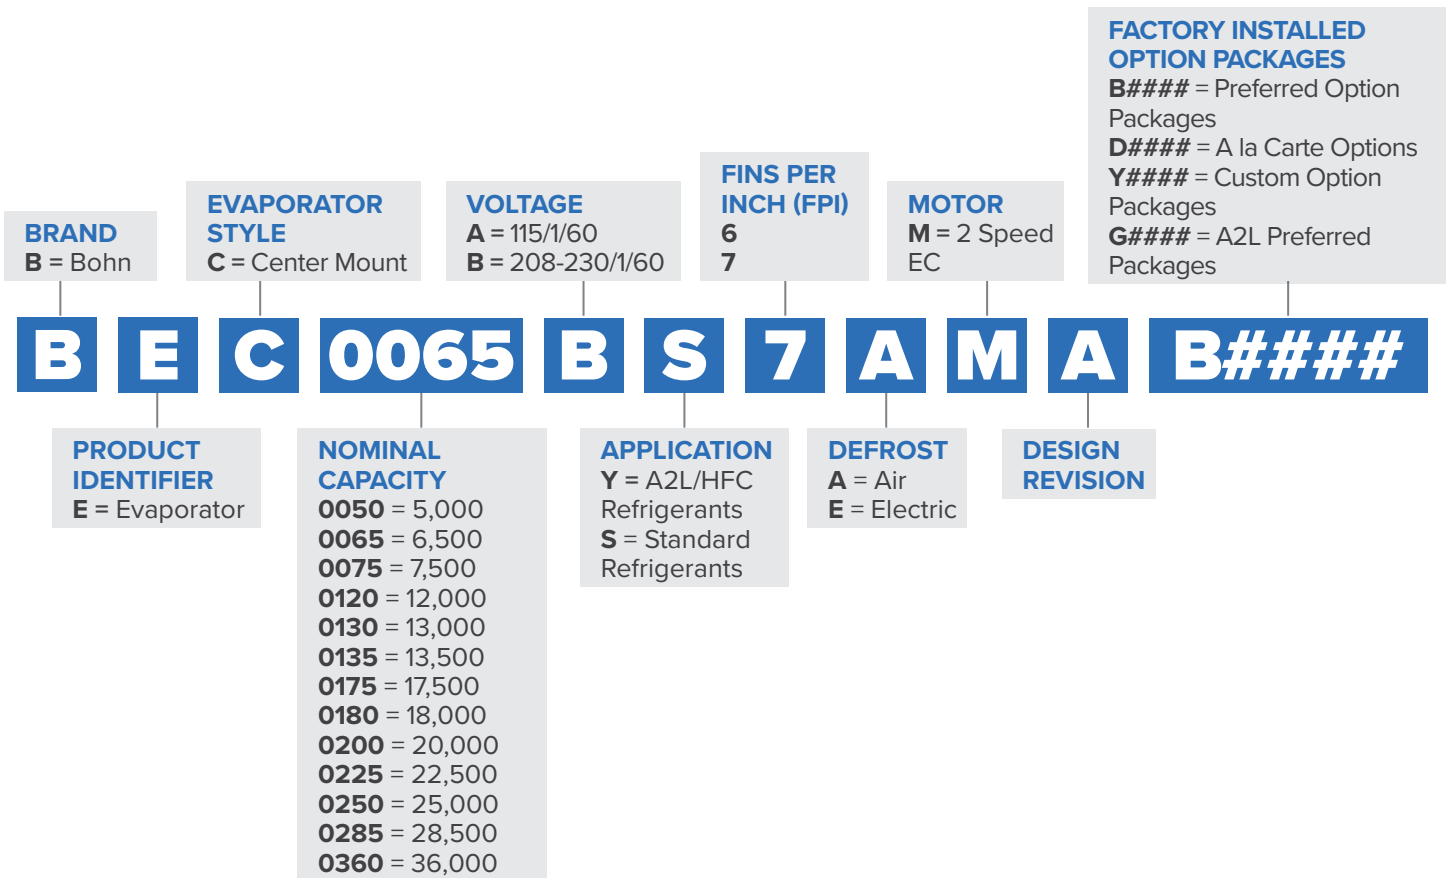 BRAND
B = Bohn
EVAPORATOR
STYLE
C = Center Mount
VOLTAGE
A = 115/1/60
B = 208-230/1/60
FINS PER
INCH (FPI)
6
7
MOTOR
M = 2 Speed
EC
FACTORY INSTALLED
OPTION PACKAGES
B#### = Preferred Option
Packages
D#### = A la Carte Options
Y#### = Custom Option
Packages
G#### = A2L Preferred
Packages
B E C 0065 B S 7 A M A B####
PRODUCT
IDENTIFIER
E = Evaporator
NOMINAL
CAPACITY
0050 = 5,000
0065 = 6,500
0075 = 7,500
0120 = 12,000
0130 = 13,000
0135 = 13,500
0175 = 17,500
0180 = 18,000
0200 = 20,000
0225 = 22,500
0250 = 25,000
0285 = 28,500
0360 = 36,000
APPLICATION
Y = A2L/HFC
Refrigerants
S = Standard
Refrigerants
DEFROST
A = Air
E = Electric
DESIGN
REVISION